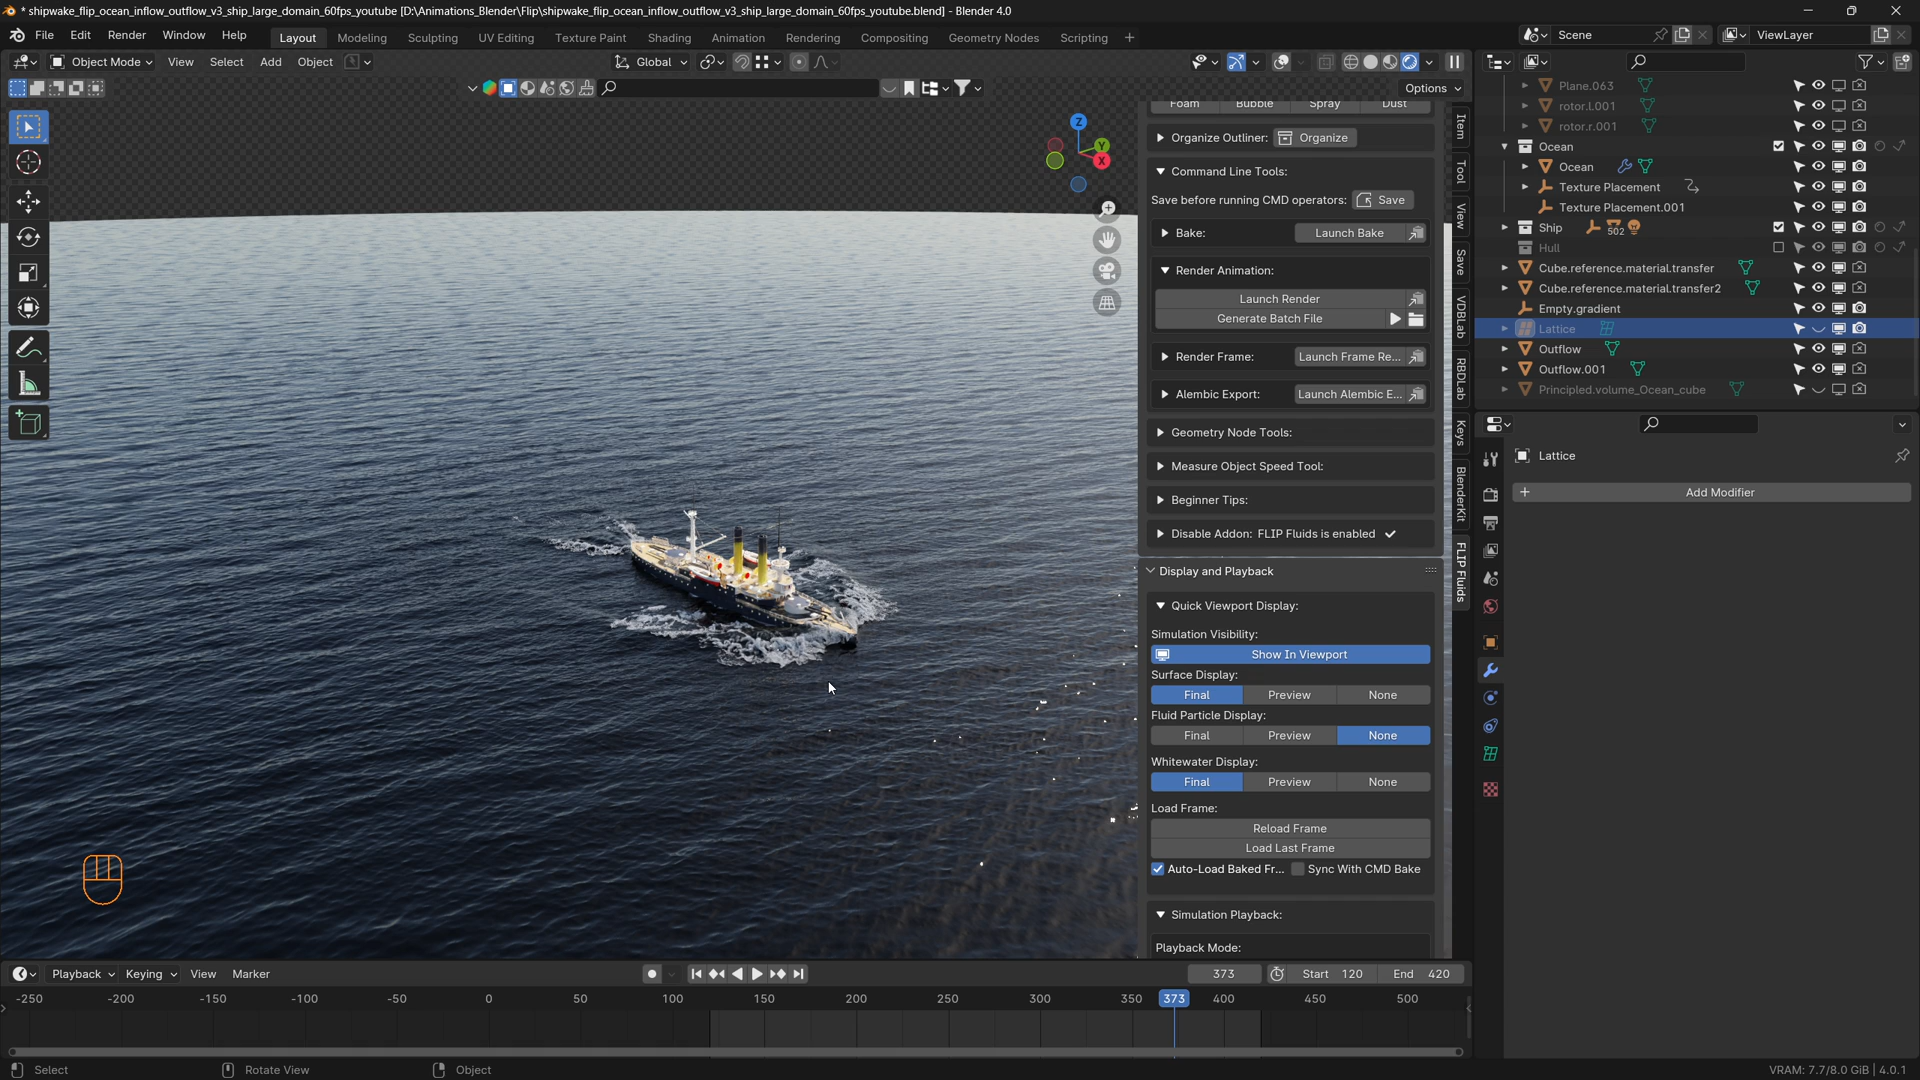 * shipwake_flip_ocean_inflow_outflow_v3_ship_large_domain_60fps_youtube [D:\Animations_Blender\Flip\shipwake_flip_ocean_inflow_outflow_v3_ship_large_domain_60fps_youtube.blend] - Blender 4.0
File Edit Render Window Help Layout Modeling Sculpting UV Editing Texture Paint Shading Animation Rendering Compositing Geometry Nodes Scripting + Scene ViewLayer
Object Mode View Select Add Object Global
Options
Z
Y
X
Foam Bubble Spray Dust
Organize Outliner: Organize
Command Line Tools:
Save before running CMD operators: Save
Bake: Launch Bake
Render Animation:
Launch Render
Generate Batch File
Render Frame: Launch Frame Re...
Alembic Export: Launch Alembic E...
Geometry Node Tools:
Measure Object Speed Tool:
Beginner Tips:
Disable Addon: FLIP Fluids is enabled
Display and Playback
Quick Viewport Display:
Simulation Visibility:
Show In Viewport
Surface Display:
Final Preview None
Fluid Particle Display:
Final Preview None
Whitewater Display:
Final Preview None
Load Frame:
Reload Frame
Load Last Frame
Auto-Load Baked Fr... Sync With CMD Bake
Simulation Playback:
Playback Mode:
Item
Tool
View
Save
VDBLab
RBDLab
Keys
BlenderKit
FLIP Fluids
Plane.063
rotor.l.001
rotor.r.001
Ocean
Ocean
Texture Placement
Texture Placement.001
Ship 502
Hull
Cube.reference.material.transfer
Cube.reference.material.transfer2
Empty.gradient
Lattice
Outflow
Outflow.001
Principled.volume_Ocean_cube
Lattice
Add Modifier
Playback Keying View Marker 373 Start 120 End 420
-250 -200 -150 -100 -50 0 50 100 150 200 250 300 350 373 400 450 500
Select Rotate View Object VRAM: 7.7/8.0 GiB | 4.0.1